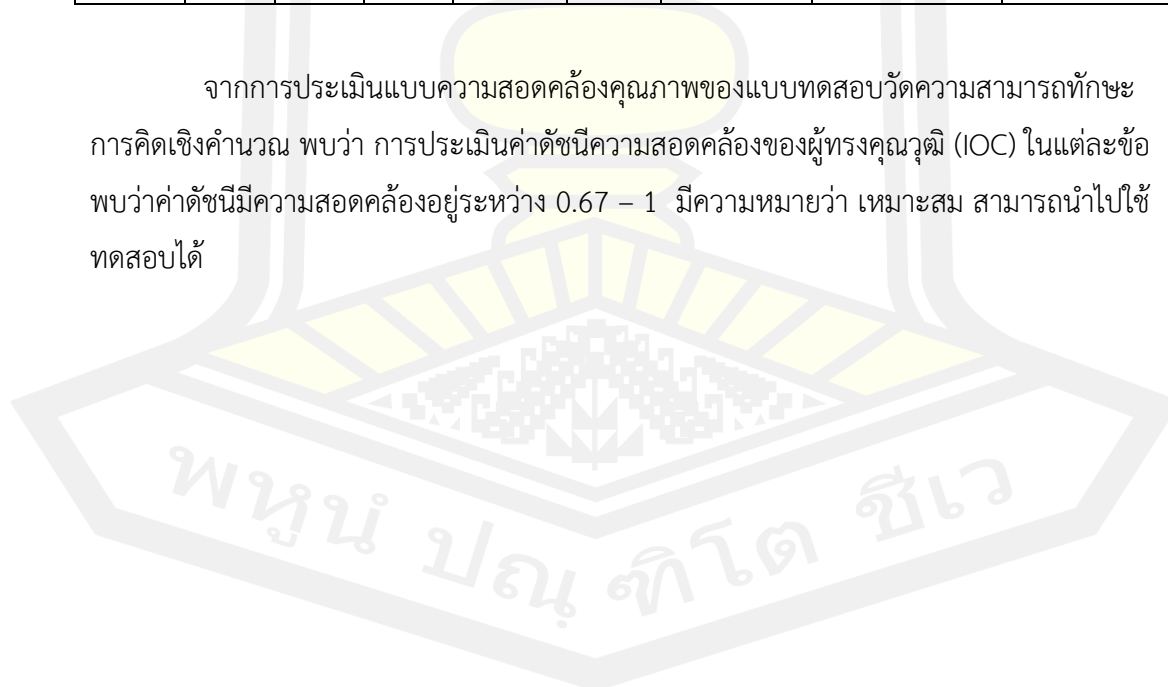 จากการประเมินแบบความสอดคล้องคุณภาพของแบบทดสอบวัดความสามารถทักษะ
การคิดเชิงคำนวณ พบว่า การประเมินค่าดัชนีความสอดคล้องของผู้ทรงคุณวุฒิ (IOC) ในแต่ละข้อ
พบว่าค่าดัชนีมีความสอดคล้องอยู่ระหว่าง 0.67 – 1 มีความหมายว่า เหมาะสม สามารถนำไปใช้
ทดสอบได้
พหูนํ ปณฺฑิโต ชีเว